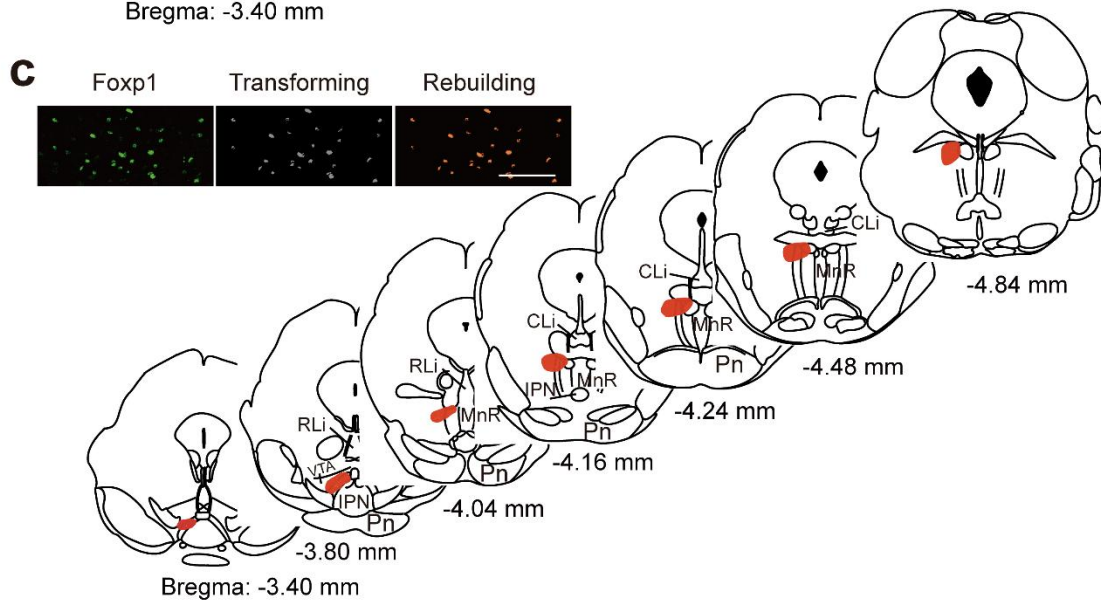 Bregma: -3.40 mm
C
Foxp1 Transforming Rebuilding
CLi
MnR
-4.84 mm
CLi
MnR
Pn
-4.48 mm
CLi
IPN
MnR
Pn
-4.24 mm
RLi
MnR
Pn
-4.16 mm
RLi
VTA
IPN
Pn
-4.04 mm
-3.80 mm
Bregma: -3.40 mm